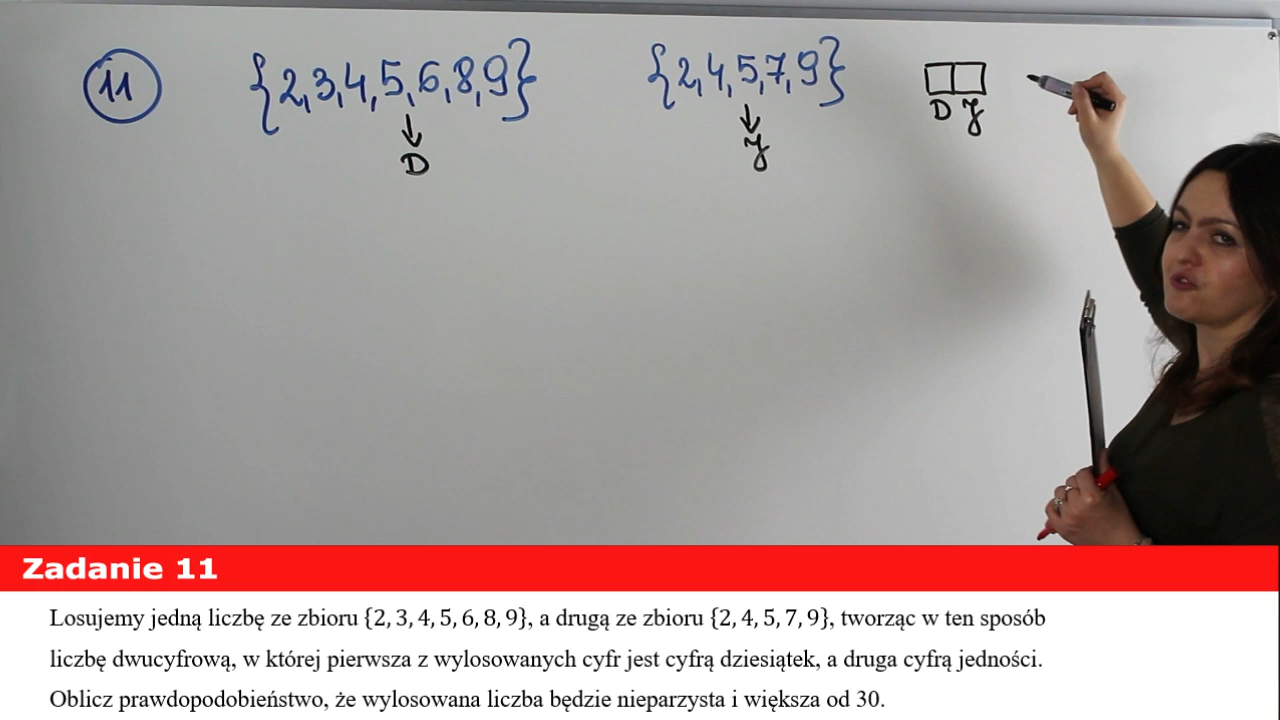 11 {2,3,4,5,6,8,9} {2,4,5,7,9}
D J
D J
Zadanie 11
Losujemy jedną liczbę ze zbioru {2, 3, 4, 5, 6, 8, 9}, a drugą ze zbioru {2, 4, 5, 7, 9}, tworząc w ten sposób
liczbę dwucyfrową, w której pierwsza z wylosowanych cyfr jest cyfrą dziesiątek, a druga cyfrą jedności.
Oblicz prawdopodobieństwo, że wylosowana liczba będzie nieparzysta i większa od 30.